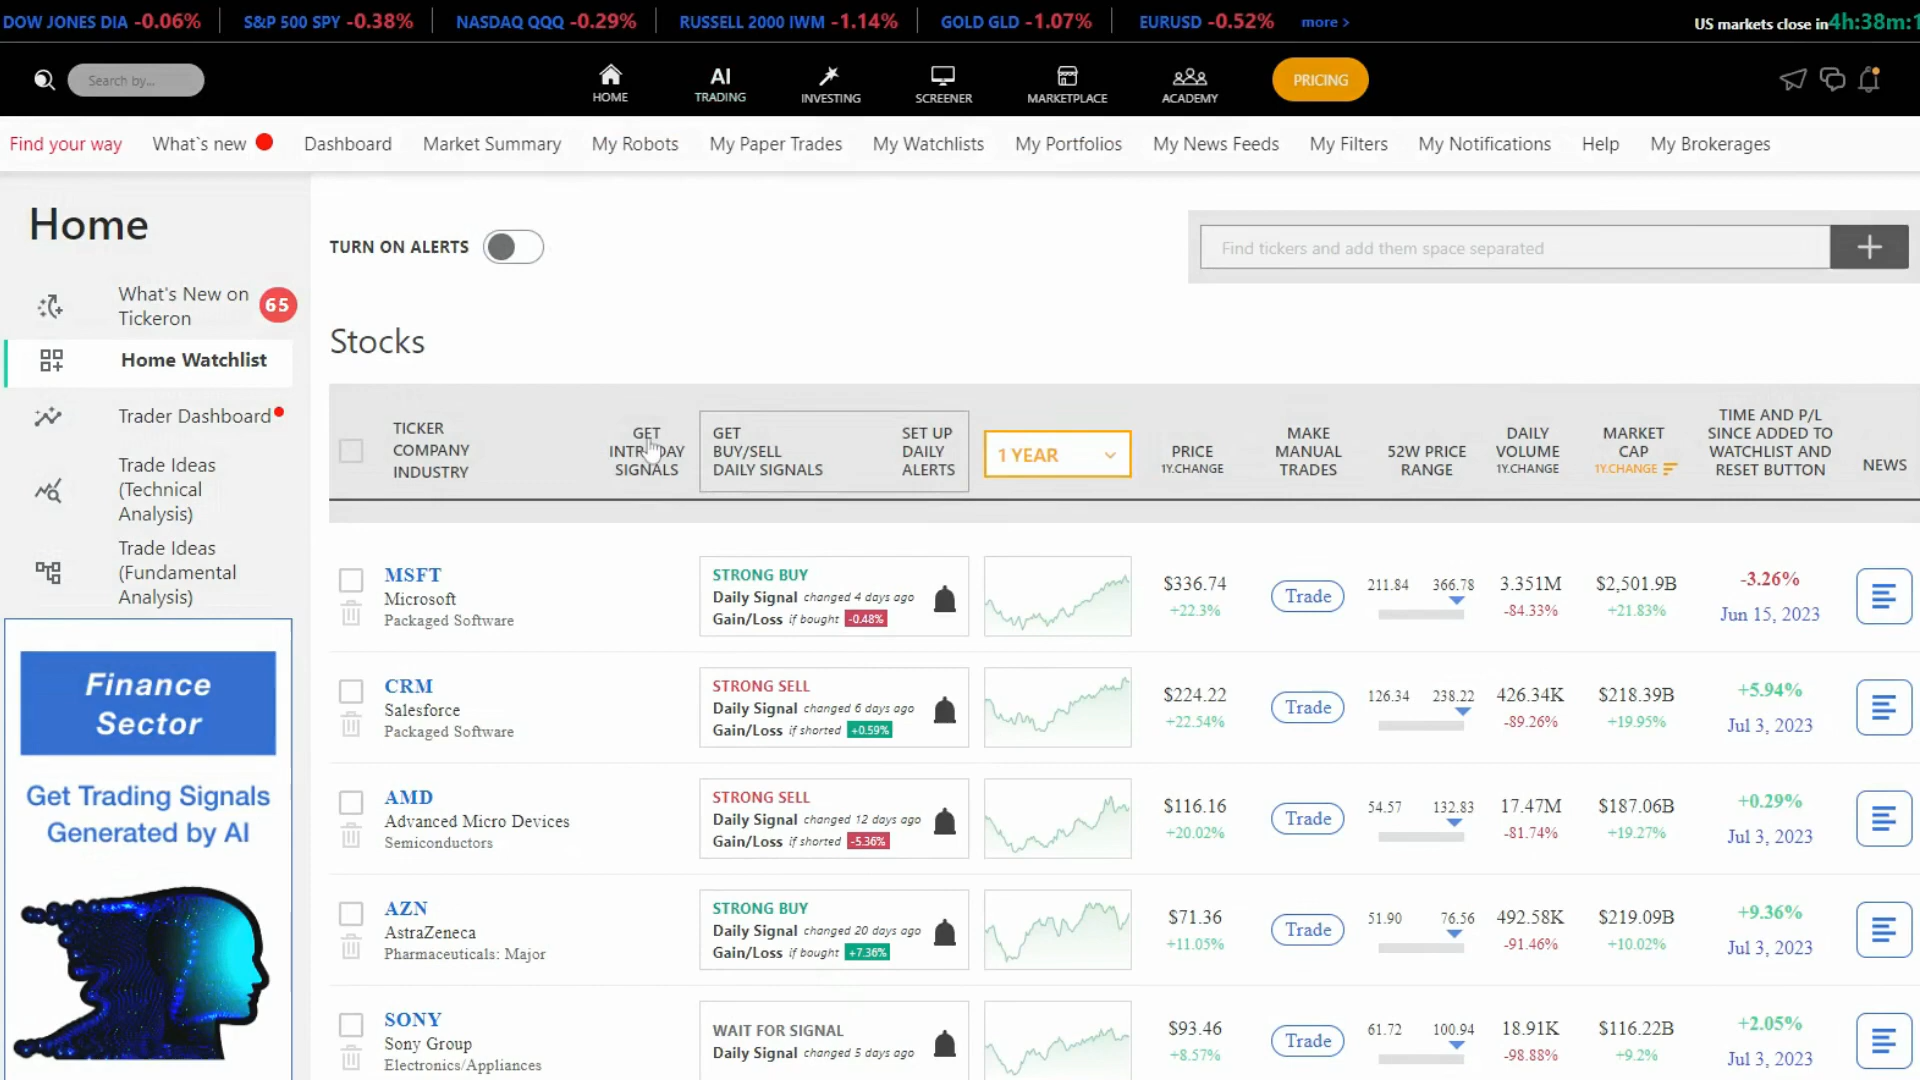 DOW JONES DIA -0.06% S&P 500 SPY -0.38% NASDAQ QQQ -0.29% RUSSELL 2000 IWM -1.14% GOLD GLD -1.07% EURUSD -0.52% more > US markets close in 4h:38m:1
Search by...
HOME
AI TRADING
INVESTING
SCREENER
MARKETPLACE
ACADEMY
PRICING
Find your way What`s new Dashboard Market Summary My Robots My Paper Trades My Watchlists My Portfolios My News Feeds My Filters My Notifications Help My Brokerages
Home
What's New on
Tickeron
65
Home Watchlist
Trader Dashboard
Trade Ideas
(Technical
Analysis)
Trade Ideas
(Fundamental
Analysis)
Finance
Sector
Get Trading Signals
Generated by AI
TURN ON ALERTS
Find tickers and add them space separated
+
Stocks
TICKER
COMPANY
INDUSTRY
GET
INTRADAY
SIGNALS
GET
BUY/SELL
DAILY SIGNALS
SET UP
DAILY
ALERTS
1 YEAR
PRICE
1Y.CHANGE
MAKE
MANUAL
TRADES
52W PRICE
RANGE
DAILY
VOLUME
1Y.CHANGE
MARKET
CAP
1Y.CHANGE
TIME AND P/L
SINCE ADDED TO
WATCHLIST AND
RESET BUTTON
NEWS
MSFT
Microsoft
Packaged Software
STRONG BUY
Daily Signal changed 4 days ago
Gain/Loss if bought -0.48%
$336.74
+22.3%
Trade
211.84 366.78
3.351M
-84.33%
$2,501.9B
+21.83%
-3.26%
Jun 15, 2023
CRM
Salesforce
Packaged Software
STRONG SELL
Daily Signal changed 6 days ago
Gain/Loss if shorted +0.59%
$224.22
+22.54%
Trade
126.34 238.22
426.34K
-89.26%
$218.39B
+19.95%
+5.94%
Jul 3, 2023
AMD
Advanced Micro Devices
Semiconductors
STRONG SELL
Daily Signal changed 12 days ago
Gain/Loss if shorted -5.36%
$116.16
+20.02%
Trade
54.57 132.83
17.47M
-81.74%
$187.06B
+19.27%
+0.29%
Jul 3, 2023
AZN
AstraZeneca
Pharmaceuticals: Major
STRONG BUY
Daily Signal changed 20 days ago
Gain/Loss if bought +7.36%
$71.36
+11.05%
Trade
51.90 76.56
492.58K
-91.46%
$219.09B
+10.02%
+9.36%
Jul 3, 2023
SONY
Sony Group
Electronics/Appliances
WAIT FOR SIGNAL
Daily Signal changed 5 days ago
$93.46
+8.57%
Trade
61.72 100.94
18.91K
-98.88%
$116.22B
+9.2%
+2.05%
Jul 3, 2023